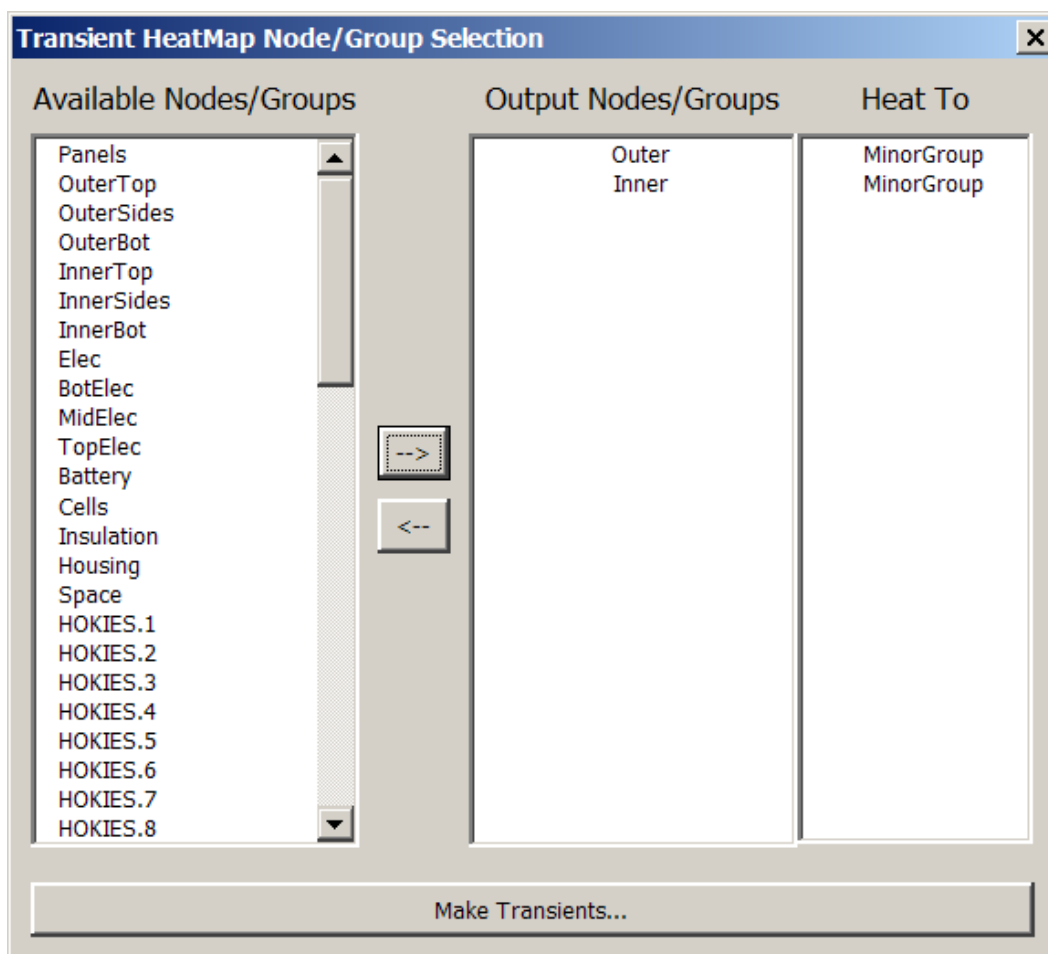 Transient HeatMap Node/Group Selection
Available Nodes/Groups
Panels
OuterTop
OuterSides
OuterBot
InnerTop
InnerSides
InnerBot
Elec
BotElec
MidElec
TopElec
Battery
Cells
Insulation
Housing
Space
HOKIES.1
HOKIES.2
HOKIES.3
HOKIES.4
HOKIES.5
HOKIES.6
HOKIES.7
HOKIES.8
-->
<--
Output Nodes/Groups Heat To
Outer MinorGroup
Inner MinorGroup
Make Transients...